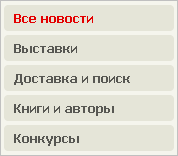 Все новости
Выставки
Доставка и поиск
Книги и авторы
Конкурсы